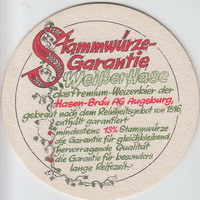 Stammwürze-
Garantie
Weißer Hase
das Premium-Weizenbier der
Hasen-Bräu AG Augsburg,
gebraut nach dem Reinheitsgebot von 1516,
enthält garantiert
mindestens 13% Stammwürze
die Garantie für gleichbleibend
hervorragende Qualität
die Garantie für besonders
lange Reifezeit.